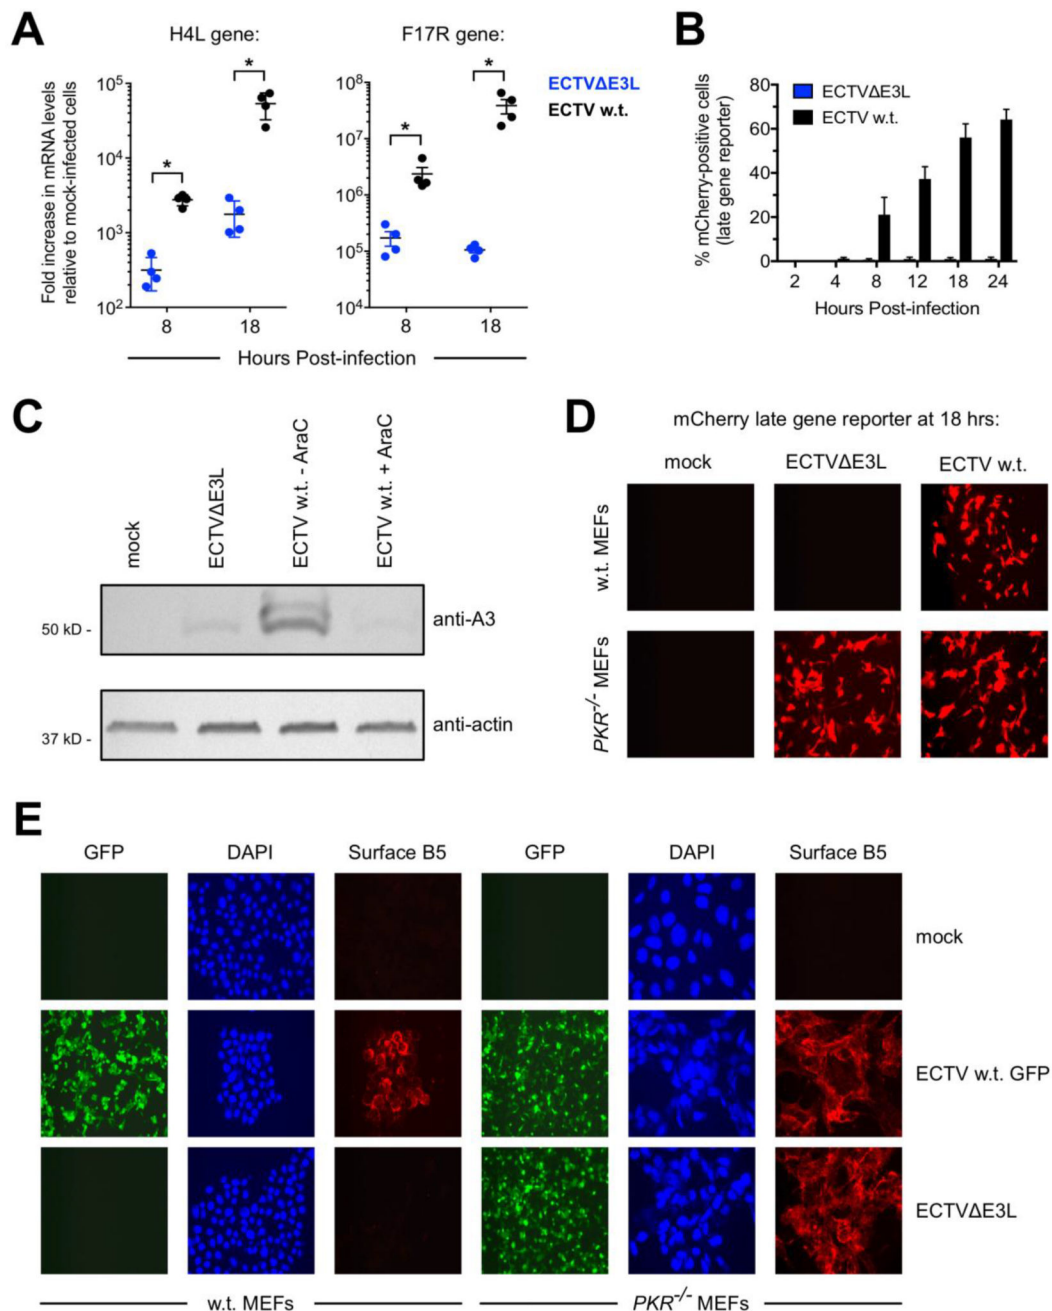 A
H4L gene:
F17R gene:
Fold increase in mRNA levels
relative to mock-infected cells
10⁵
10⁴
10³
10²
*
*
8
18
10⁸
10⁷
10⁶
10⁵
10⁴
*
*
8
18
Hours Post-infection
ECTVΔE3L
ECTV w.t.
B
% mCherry-positive cells
(late gene reporter)
80
60
40
20
0
ECTVΔE3L
ECTV w.t.
2 4 8 12 18 24
Hours Post-infection
C
mock
ECTVΔE3L
ECTV w.t. - AraC
ECTV w.t. + AraC
50 kD -
anti-A3
37 kD -
anti-actin
D
mCherry late gene reporter at 18 hrs:
mock
ECTVΔE3L
ECTV w.t.
w.t. MEFs
PKR⁻/⁻ MEFs
E
GFP DAPI Surface B5 GFP DAPI Surface B5
mock
ECTV w.t. GFP
ECTVΔE3L
w.t. MEFs
PKR⁻/⁻ MEFs